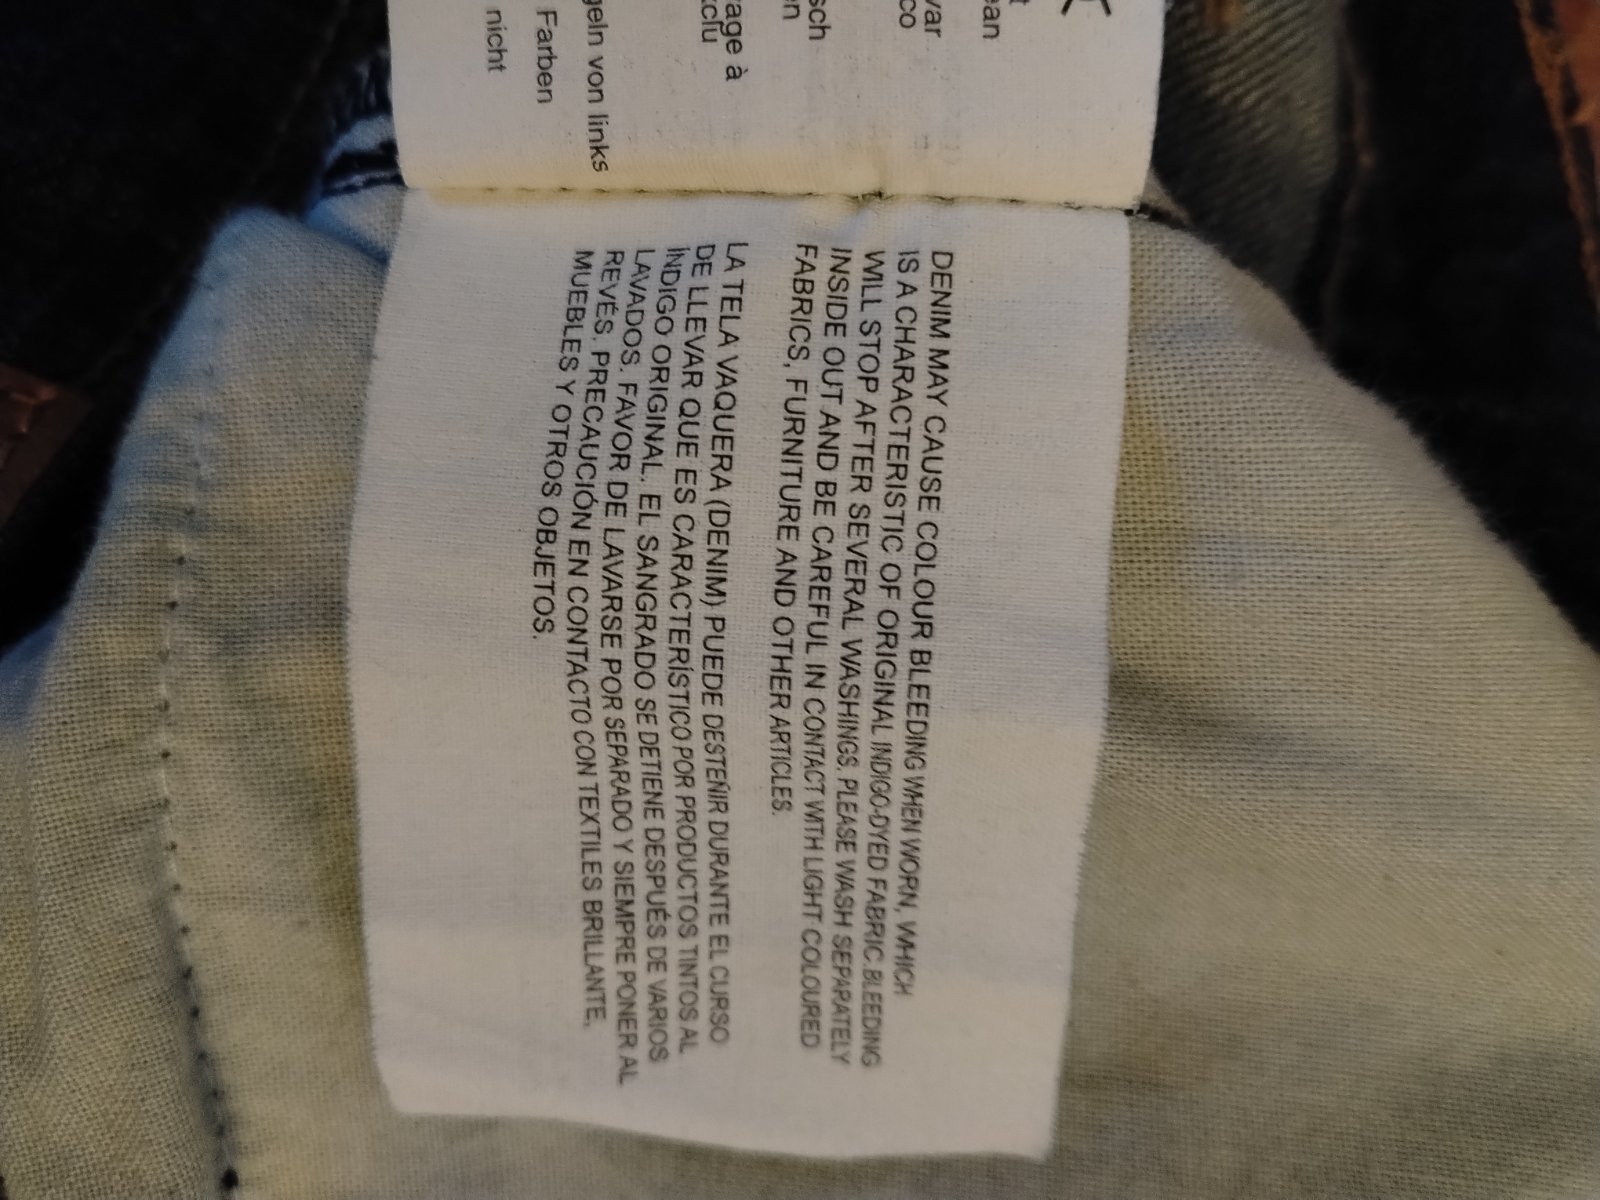 age à
geln von links
Farben
nicht
DENIM MAY CAUSE COLOUR BLEEDING WHEN WORN, WHICH
IS A CHARACTERISTIC OF ORIGINAL INDIGO-DYED FABRIC. BLEEDING
WILL STOP AFTER SEVERAL WASHINGS. PLEASE WASH SEPARATELY
INSIDE OUT AND BE CAREFUL IN CONTACT WITH LIGHT COLOURED
FABRICS, FURNITURE AND OTHER ARTICLES.
LA TELA VAQUERA (DENIM) PUEDE DESTEÑIR DURANTE EL CURSO
DE LLEVAR QUE ES CARACTERÍSTICO POR PRODUCTOS TINTOS AL
ÍNDIGO ORIGINAL. EL SANGRADO SE DETIENE DESPUÉS DE VARIOS
LAVADOS. FAVOR DE LAVARSE POR SEPARADO Y SIEMPRE PONER AL
REVÉS. PRECAUCIÓN EN CONTACTO CON TEXTILES BRILLANTE,
MUEBLES Y OTROS OBJETOS.